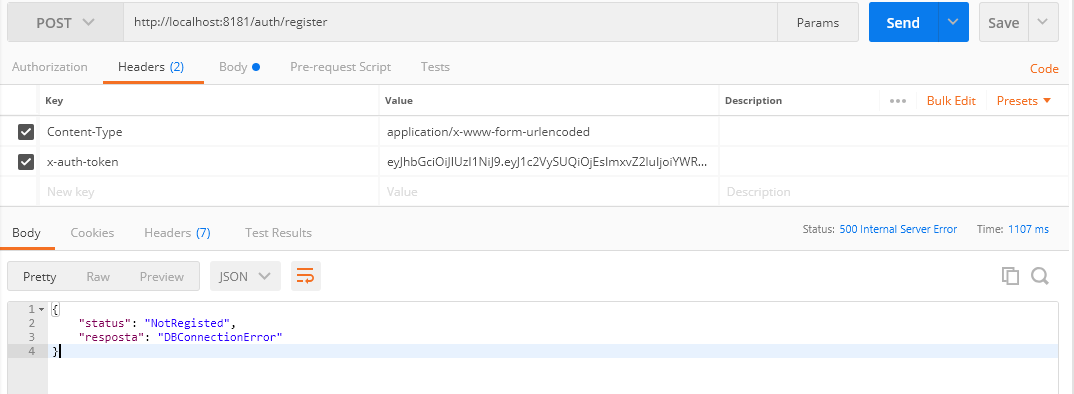 POST http://localhost:8181/auth/register Params Send Save
Authorization Headers (2) Body Pre-request Script Tests Code
Key Value Description Bulk Edit Presets
Content-Type application/x-www-form-urlencoded
x-auth-token eyJhbGciOiJIUzI1NiJ9.eyJ1c2VySUQiOjEsImxvZ2luIjoiYWR...
New key Value Description
Body Cookies Headers (7) Test Results Status: 500 Internal Server Error Time: 1107 ms
Pretty Raw Preview JSON
1 {
2 "status": "NotRegisted",
3 "resposta": "DBConnectionError"
4 }